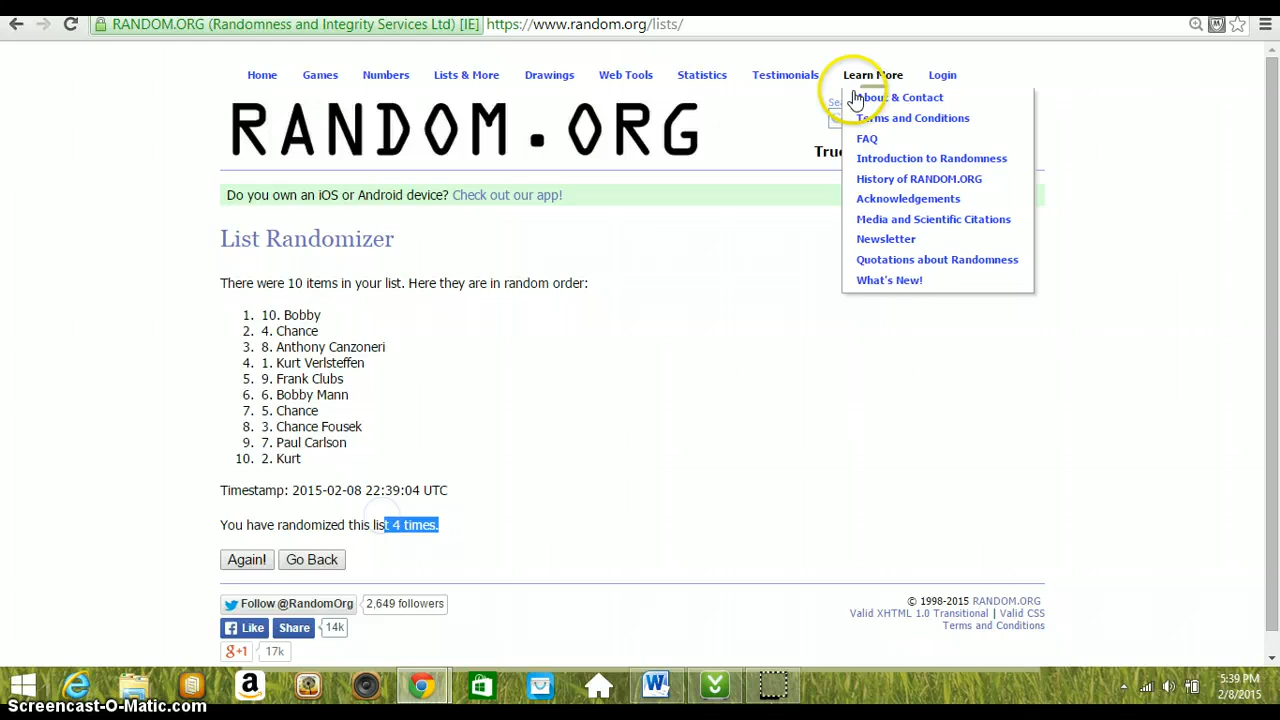 RANDOM.ORG (Randomness and Integrity Services Ltd) [IE] https://www.random.org/lists/
Home Games Numbers Lists & More Drawings Web Tools Statistics Testimonials Learn More Login
RANDOM.ORG
True
About & Contact
Terms and Conditions
FAQ
Introduction to Randomness
History of RANDOM.ORG
Acknowledgements
Media and Scientific Citations
Newsletter
Quotations about Randomness
What's New!
Do you own an iOS or Android device? Check out our app!
List Randomizer
There were 10 items in your list. Here they are in random order:
1. 10. Bobby
2. 4. Chance
3. 8. Anthony Canzoneri
4. 1. Kurt Verlsteffen
5. 9. Frank Clubs
6. 6. Bobby Mann
7. 5. Chance
8. 3. Chance Fousek
9. 7. Paul Carlson
10. 2. Kurt
Timestamp: 2015-02-08 22:39:04 UTC
You have randomized this list 4 times.
Again! Go Back
Follow @RandomOrg 2,649 followers
Like Share 14k
g+1 17k
© 1998-2015 RANDOM.ORG
Valid XHTML 1.0 Transitional | Valid CSS
Terms and Conditions
5:39 PM
2/8/2015
Screencast-O-Matic.com